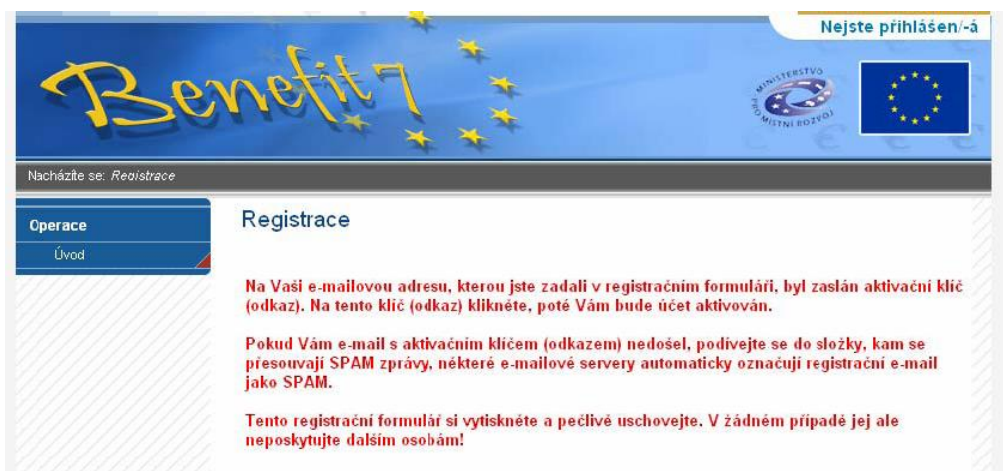 Nejste přihlášen/-á
Benefit 7
MINISTERSTVO
PRO MÍSTNÍ ROZVOJ
Nacházíte se: Registrace
Operace
Úvod
Registrace
Na Vaši e-mailovou adresu, kterou jste zadali v registračním formuláři, byl zaslán aktivační klíč
(odkaz). Na tento klíč (odkaz) klikněte, poté Vám bude účet aktivován.
Pokud Vám e-mail s aktivačním klíčem (odkazem) nedošel, podívejte se do složky, kam se
přesouvají SPAM zprávy, některé e-mailové servery automaticky označují registrační e-mail
jako SPAM.
Tento registrační formulář si vytiskněte a pečlivě uschovejte. V žádném případě jej ale
neposkytujte dalším osobám!